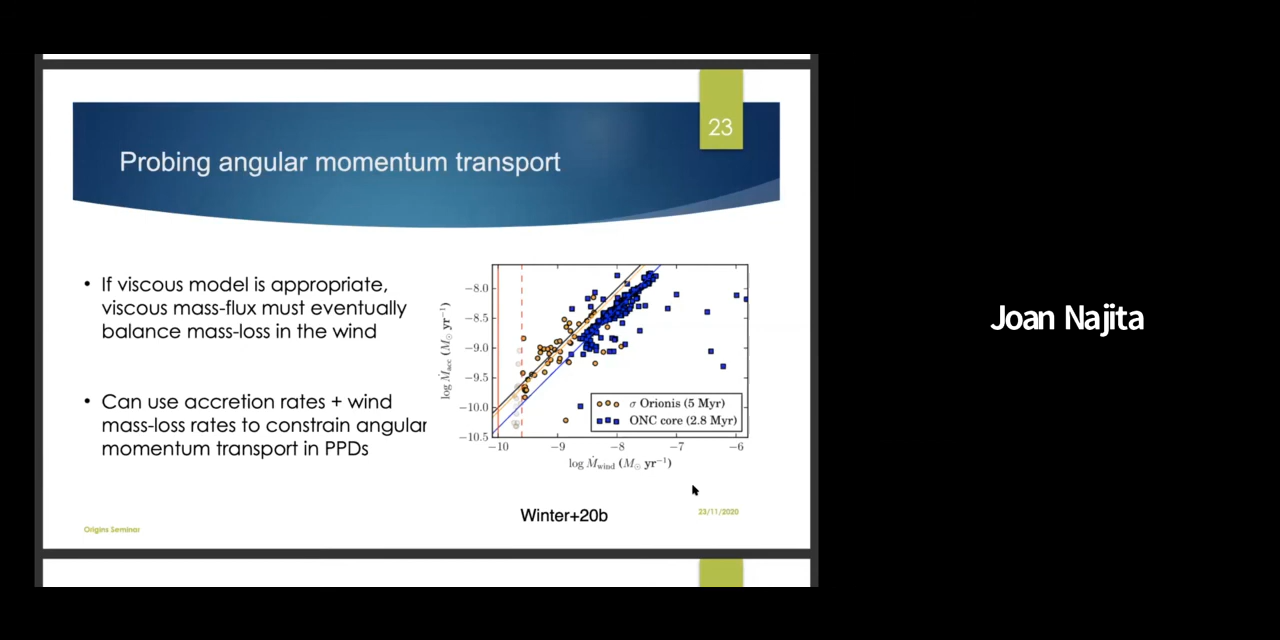 23
Probing angular momentum transport
• If viscous model is appropriate,
viscous mass-flux must eventually
balance mass-loss in the wind
• Can use accretion rates + wind
mass-loss rates to constrain angular
momentum transport in PPDs
log Ṁacc (M☉ yr⁻¹)
−8.0
−8.5
−9.0
−9.5
−10.0
−10.5
σ Orionis (5 Myr)
ONC core (2.8 Myr)
−10 −9 −8 −7 −6
log Ṁwind (M☉ yr⁻¹)
Winter+20b
23/11/2020
Origins Seminar
Joan Najita